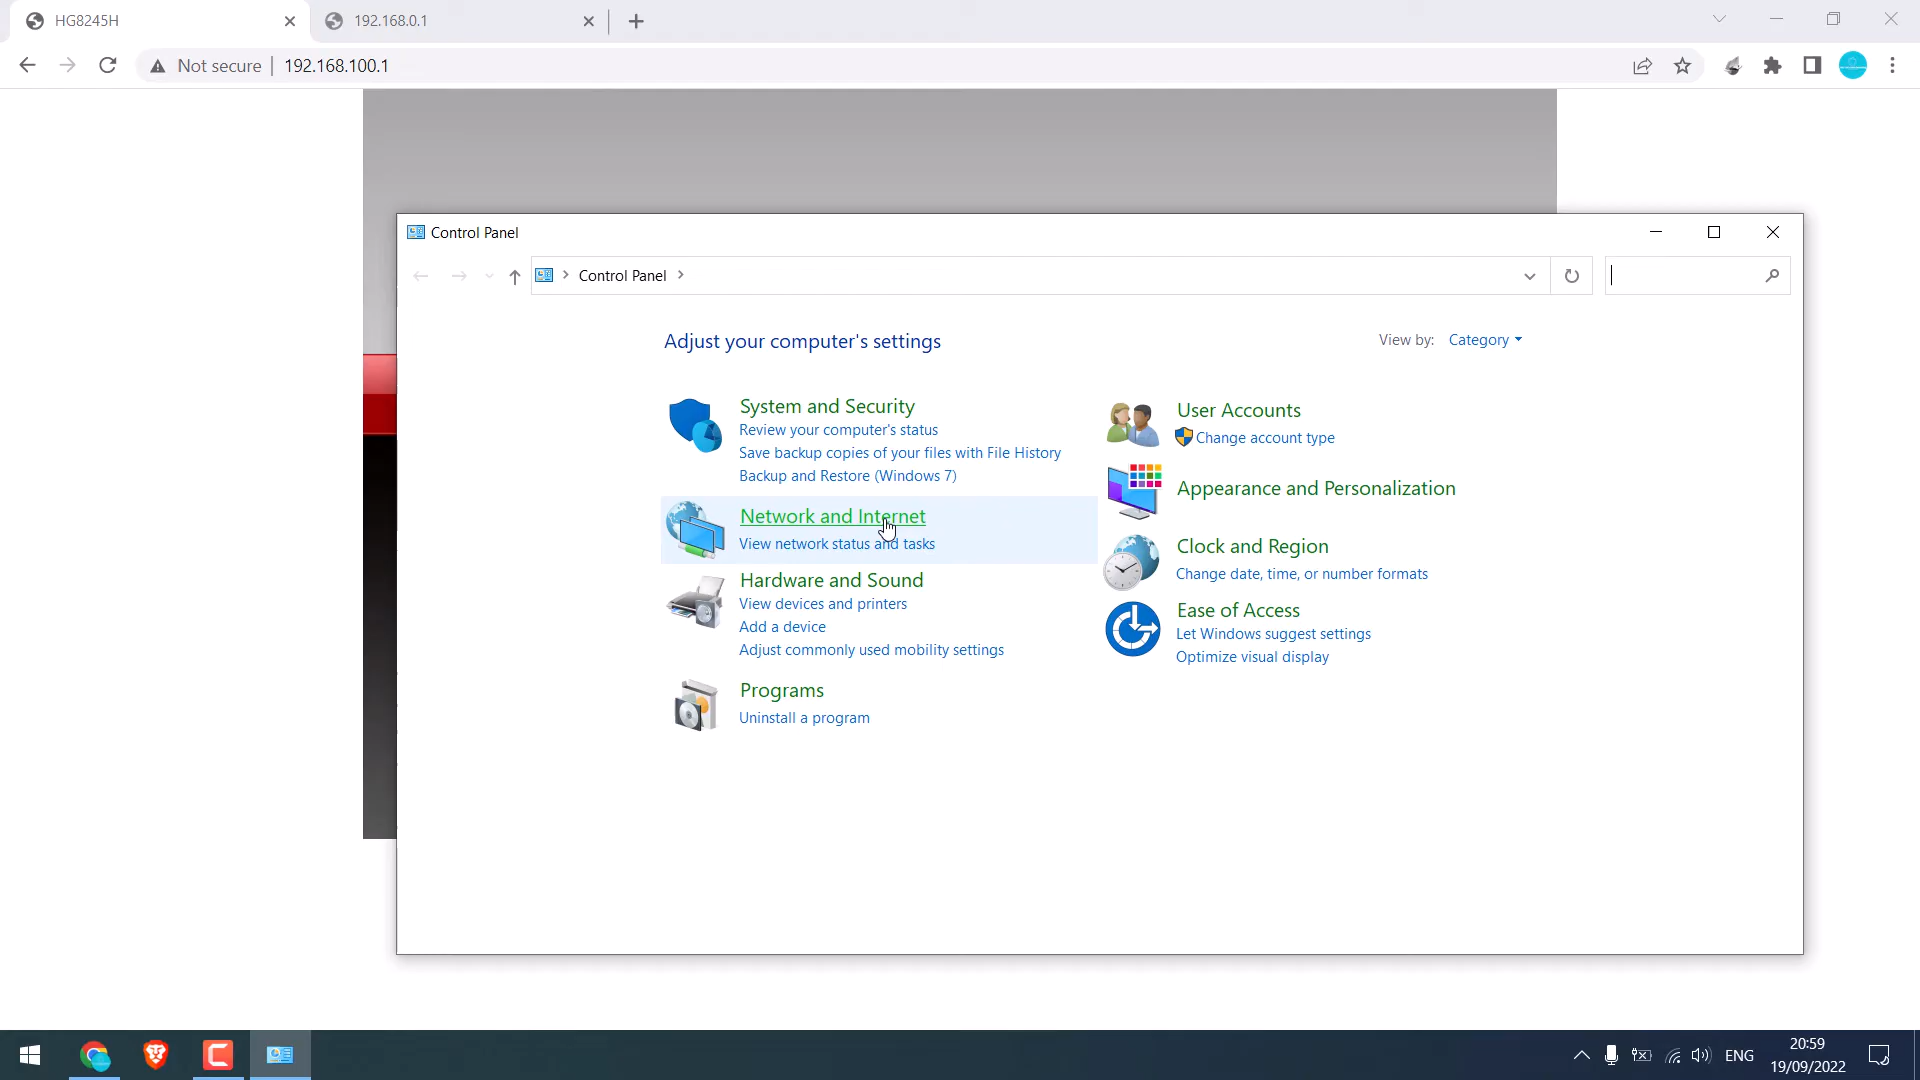 HG8245H
192.168.0.1
Not secure
192.168.100.1
Control Panel
Control Panel
Adjust your computer's settings
View by: Category
System and Security
Review your computer's status
Save backup copies of your files with File History
Backup and Restore (Windows 7)
Network and Internet
View network status and tasks
Hardware and Sound
View devices and printers
Add a device
Adjust commonly used mobility settings
Programs
Uninstall a program
User Accounts
Change account type
Appearance and Personalization
Clock and Region
Change date, time, or number formats
Ease of Access
Let Windows suggest settings
Optimize visual display
ENG
20:59
19/09/2022